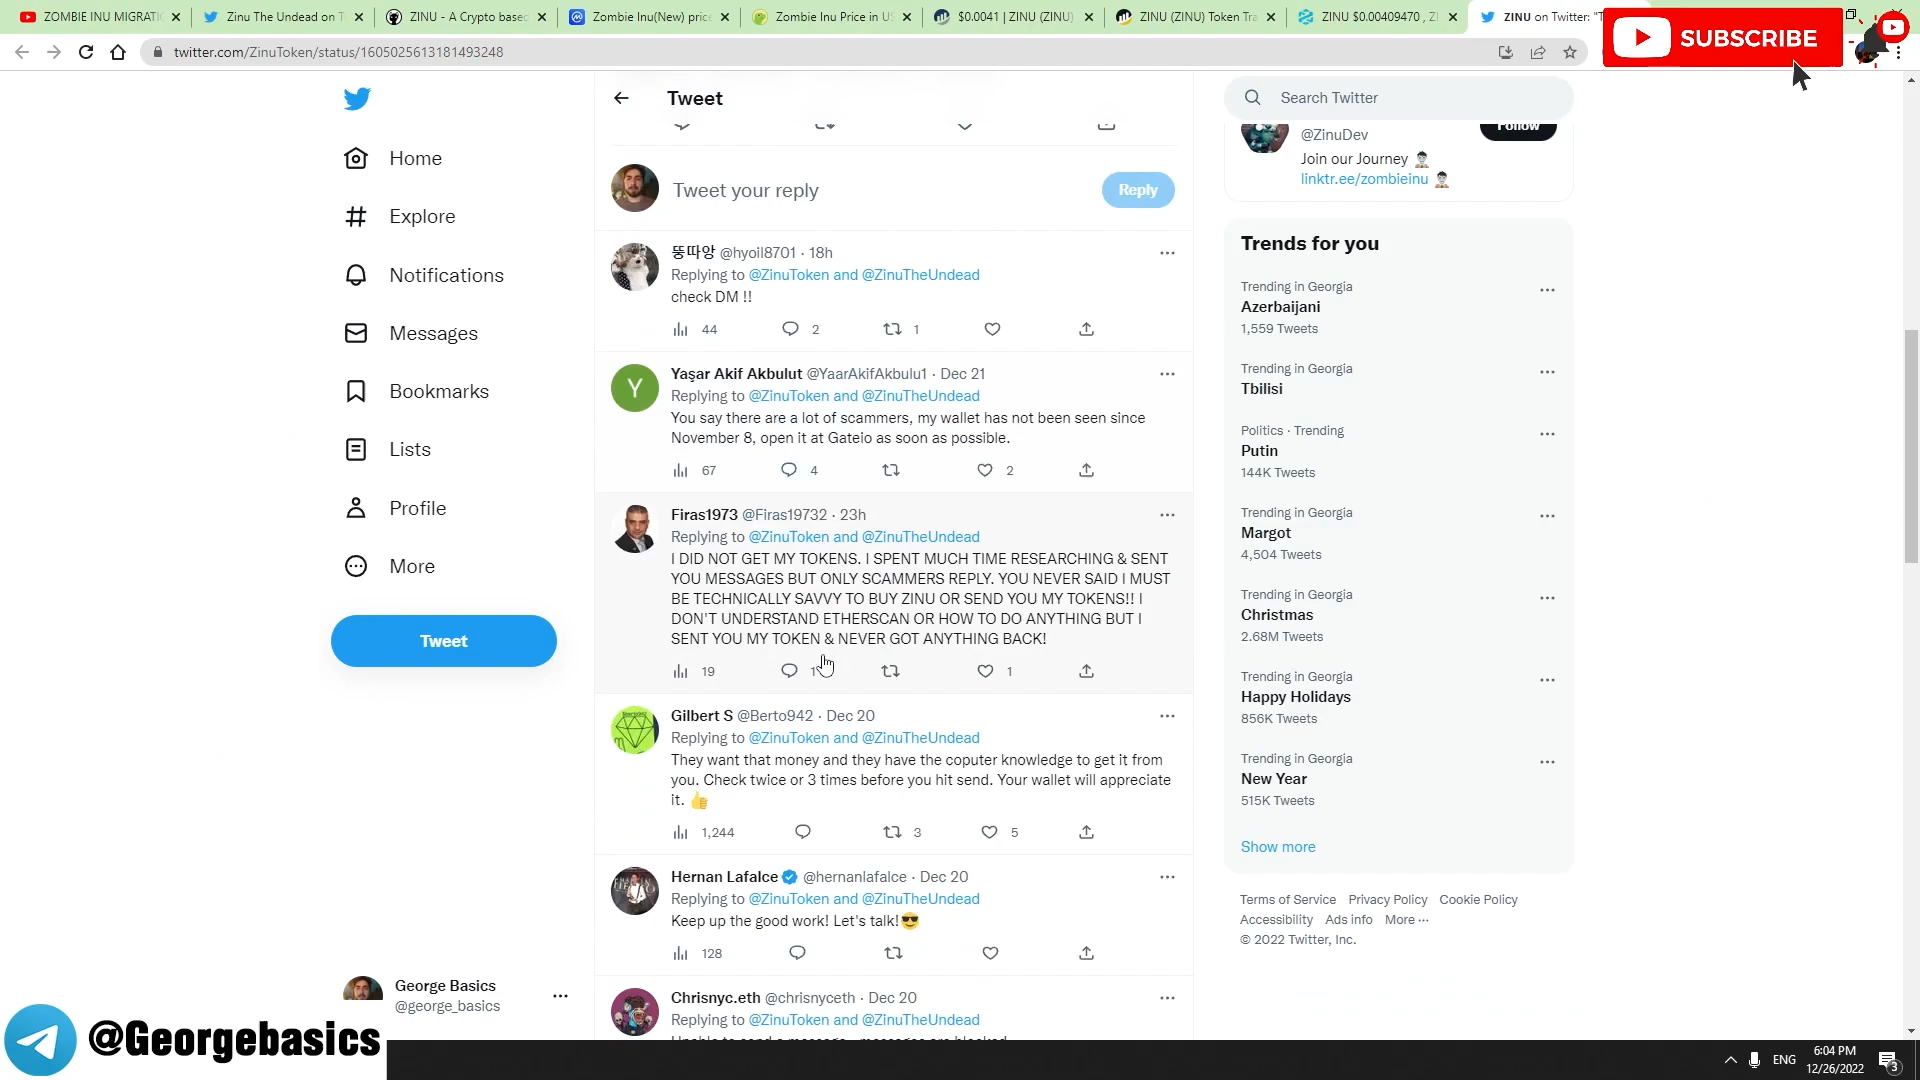 ZOMBIE INU MIGRATIO
Zinu The Undead on T
ZINU - A Crypto based
Zombie Inu(New) price
Zombie Inu Price in US
$0.0041 | ZINU (ZINU)
ZINU (ZINU) Token Tra
ZINU $0.00409470 , Z
ZINU on Twitter: "T
SUBSCRIBE
twitter.com/ZinuToken/status/1605025613181493248
Home
Explore
Notifications
Messages
Bookmarks
Lists
Profile
More
Tweet
George Basics
@george_basics
@Georgebasics
Tweet
Tweet your reply
Reply
뚱따앙 @hyoil8701 · 18h
Replying to @ZinuToken and @ZinuTheUndead
check DM !!
44 2 1
Yaşar Akif Akbulut @YaarAkifAkbulu1 · Dec 21
Replying to @ZinuToken and @ZinuTheUndead
You say there are a lot of scammers, my wallet has not been seen since
November 8, open it at Gateio as soon as possible.
67 4 2
Firas1973 @Firas19732 · 23h
Replying to @ZinuToken and @ZinuTheUndead
I DID NOT GET MY TOKENS. I SPENT MUCH TIME RESEARCHING & SENT
YOU MESSAGES BUT ONLY SCAMMERS REPLY. YOU NEVER SAID I MUST
BE TECHNICALLY SAVVY TO BUY ZINU OR SEND YOU MY TOKENS!! I
DON'T UNDERSTAND ETHERSCAN OR HOW TO DO ANYTHING BUT I
SENT YOU MY TOKEN & NEVER GOT ANYTHING BACK!
19 1 1
Gilbert S @Berto942 · Dec 20
Replying to @ZinuToken and @ZinuTheUndead
They want that money and they have the coputer knowledge to get it from
you. Check twice or 3 times before you hit send. Your wallet will appreciate
it. 👍
1,244 3 5
Hernan Lafalce @hernanlafalce · Dec 20
Replying to @ZinuToken and @ZinuTheUndead
Keep up the good work! Let's talk!😎
128
Chrisnyc.eth @chrisnyceth · Dec 20
Replying to @ZinuToken and @ZinuTheUndead
Search Twitter
@ZinuDev
Follow
Join our Journey
linktr.ee/zombieinu
Trends for you
Trending in Georgia
Azerbaijani
1,559 Tweets
Trending in Georgia
Tbilisi
Politics · Trending
Putin
144K Tweets
Trending in Georgia
Margot
4,504 Tweets
Trending in Georgia
Christmas
2.68M Tweets
Trending in Georgia
Happy Holidays
856K Tweets
Trending in Georgia
New Year
515K Tweets
Show more
Terms of Service Privacy Policy Cookie Policy
Accessibility Ads info More ···
© 2022 Twitter, Inc.
ENG
6:04 PM
12/26/2022
3